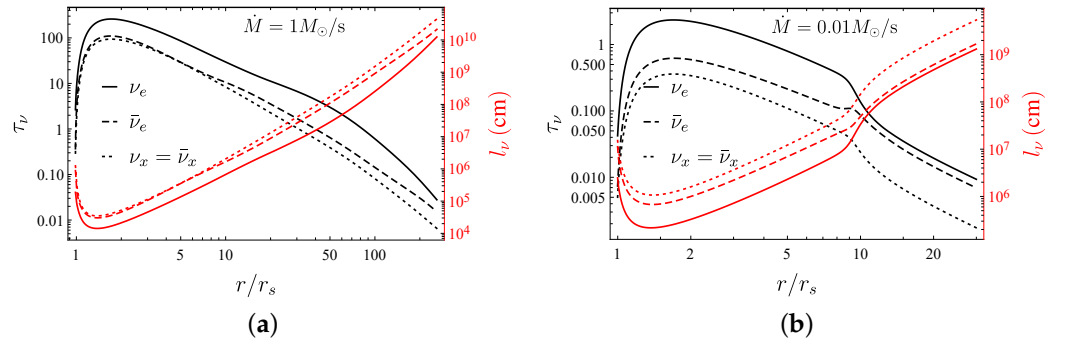 Ṁ = 1M⊙/s
100
10
1
0.10
0.01
τν
νe
ν̄e
νx = ν̄x
10¹⁰
10⁹
10⁸
10⁷
10⁶
10⁵
10⁴
lν (cm)
1 5 10 50 100
r/rs
(a)
Ṁ = 0.01M⊙/s
1
0.500
0.100
0.050
0.010
0.005
τν
νe
ν̄e
νx = ν̄x
10⁹
10⁸
10⁷
10⁶
lν (cm)
1 2 5 10 20
r/rs
(b)